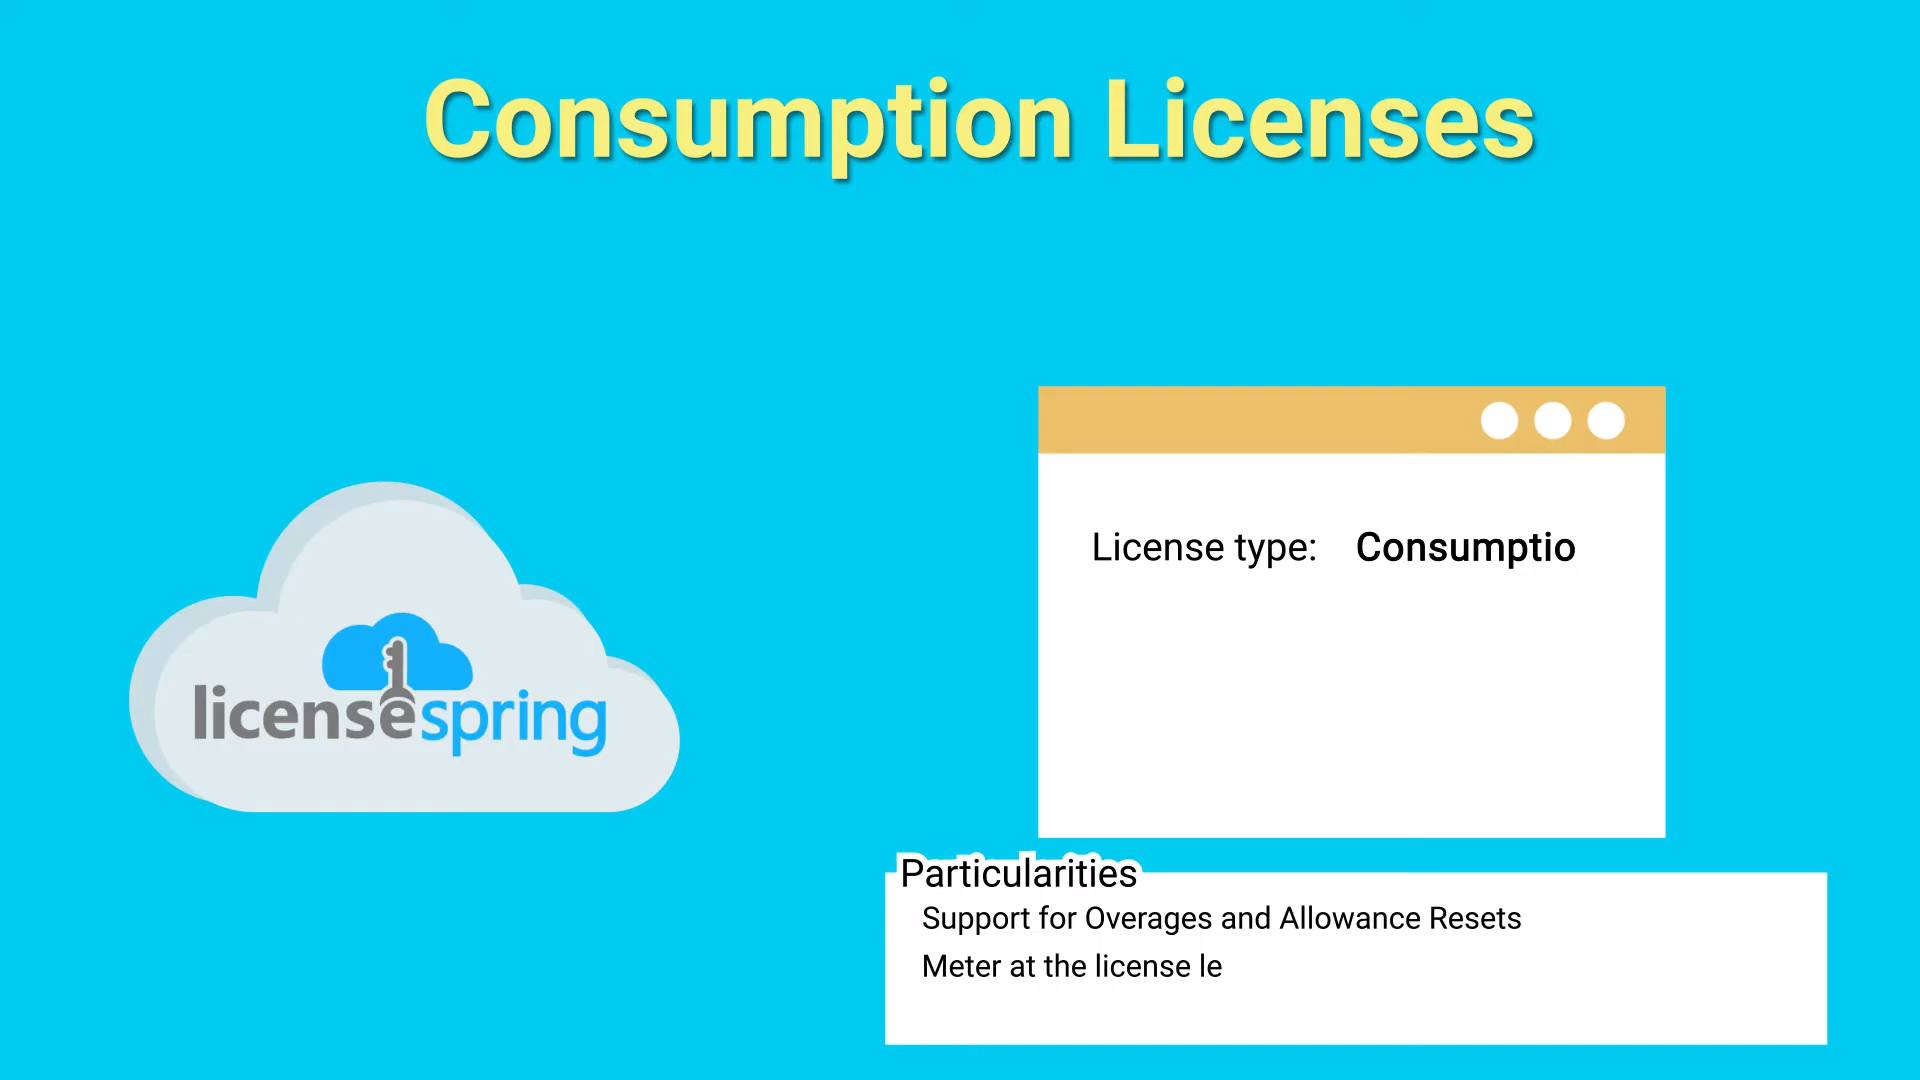 Consumption Licenses
licensespring
License type: Consumptio
Particularities
Support for Overages and Allowance Resets
Meter at the license le